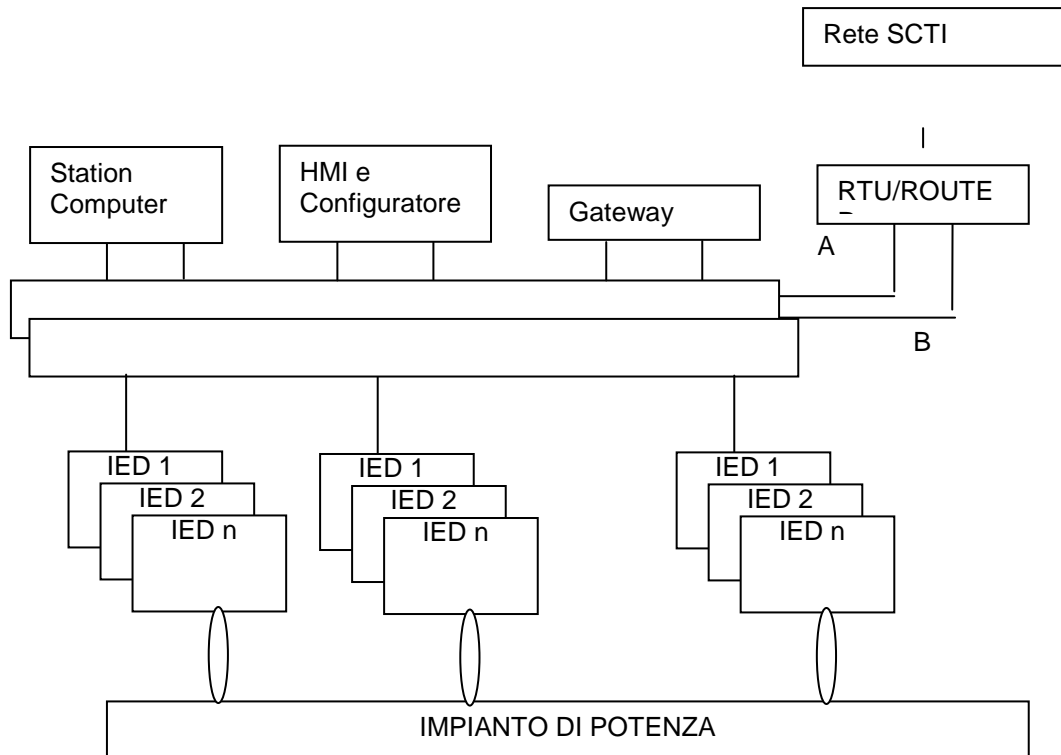 Rete SCTI
Station
Computer
HMI e
Configuratore
Gateway
RTU/ROUTE
A
B
IED 1
IED 2
IED n
IED 1
IED 2
IED n
IED 1
IED 2
IED n
IMPIANTO DI POTENZA